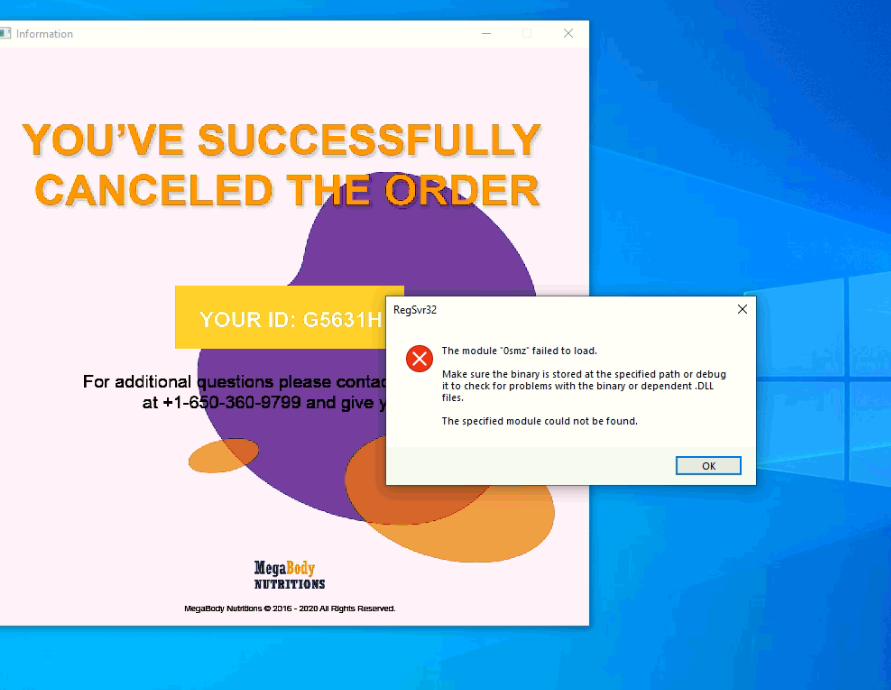 Information
YOU'VE SUCCESSFULLY
CANCELED THE ORDER
YOUR ID: G5631H
For additional questions please contac
at +1-650-360-9799 and give y
MegaBody
NUTRITIONS
MegaBody Nutritions © 2016 - 2020 All Rights Reserved.
RegSvr32
The module "0smz" failed to load.
Make sure the binary is stored at the specified path or debug
it to check for problems with the binary or dependent .DLL
files.
The specified module could not be found.
OK